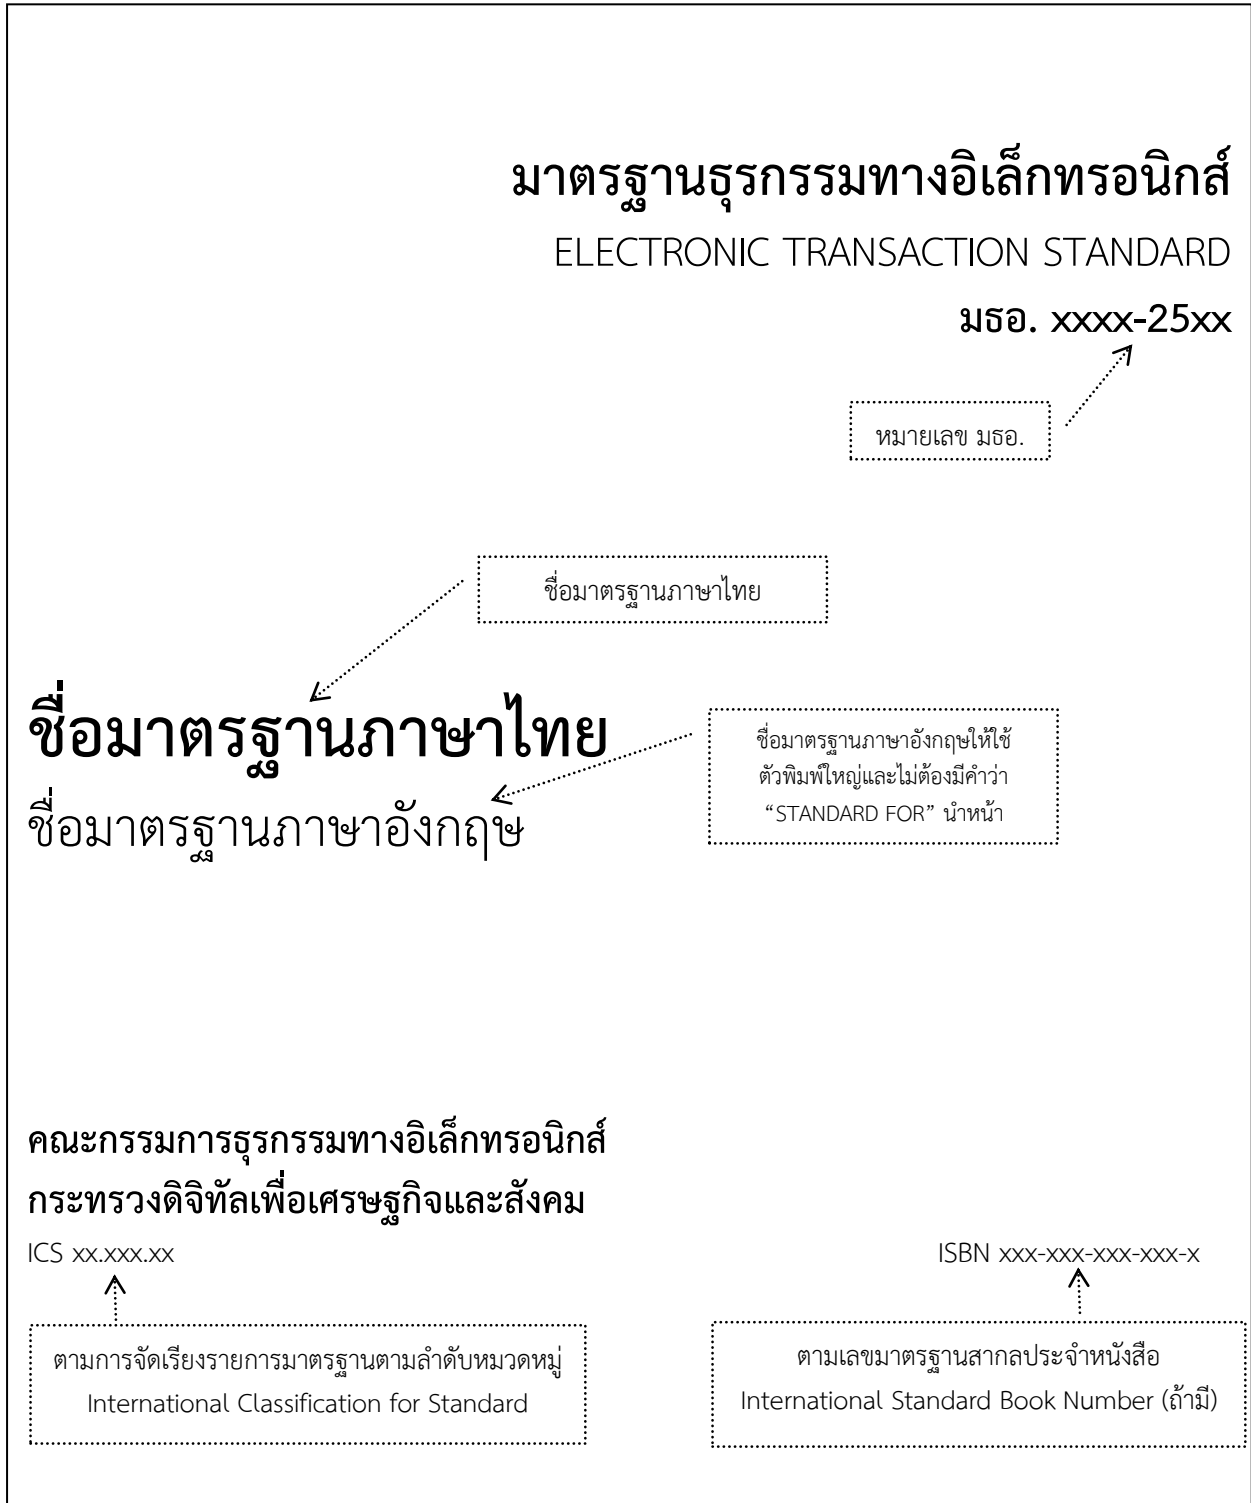 มาตรฐานธุรกรรมทางอิเล็กทรอนิกส์
ELECTRONIC TRANSACTION STANDARD
มธอ. xxxx-25xx
หมายเลข มธอ.
ชื่อมาตรฐานภาษาไทย
ชื่อมาตรฐานภาษาไทย
ชื่อมาตรฐานภาษาอังกฤษให้ใช้
ตัวพิมพ์ใหญ่และไม่ต้องมีคำว่า
“STANDARD FOR” นำหน้า
ชื่อมาตรฐานภาษาอังกฤษ
คณะกรรมการธุรกรรมทางอิเล็กทรอนิกส์
กระทรวงดิจิทัลเพื่อเศรษฐกิจและสังคม
ICS xx.xxx.xx
ISBN xxx-xxx-xxx-xxx-x
ตามการจัดเรียงรายการมาตรฐานตามลำดับหมวดหมู่
International Classification for Standard
ตามเลขมาตรฐานสากลประจำหนังสือ
International Standard Book Number (ถ้ามี)